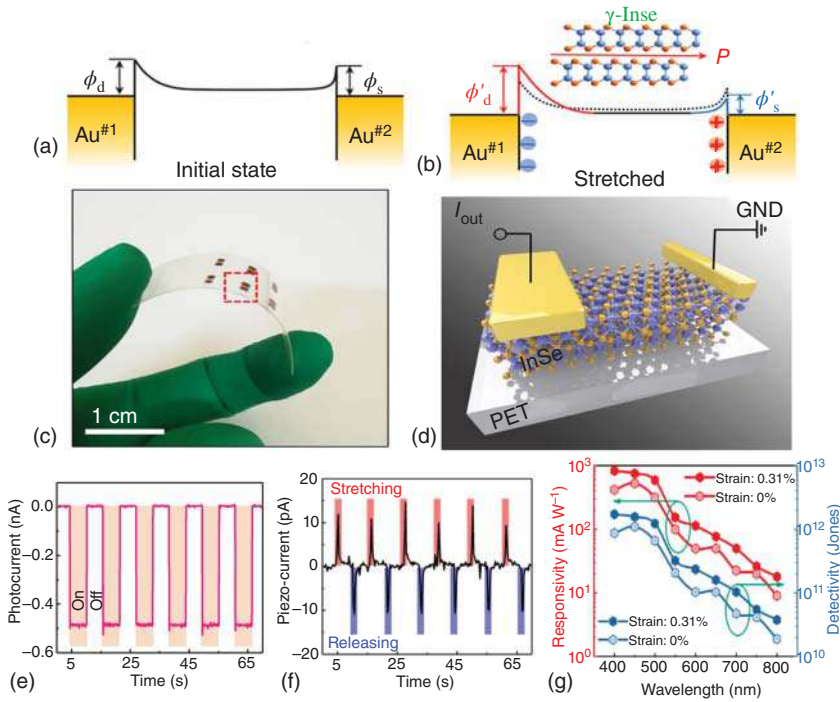 ϕd
ϕs
Au#1
Au#2
(a)
Initial state
γ-Inse
P
ϕ′d
ϕ′s
Au#1
Au#2
(b)
Stretched
1 cm
(c)
Iout
GND
InSe
PET
(d)
Photocurrent (nA)
0.0
−0.2
−0.4
−0.6
On
Off
5 25 45 65
Time (s)
(e)
Piezo-current (pA)
20
15
10
5
0
−5
−10
−15
−20
Stretching
Releasing
5 15 25 35 45 55 65
Time (s)
(f)
Responsivity (mA W⁻¹)
10³
10²
10¹
10⁰
Strain: 0.31%
Strain: 0%
Strain: 0.31%
Strain: 0%
10¹³
10¹²
10¹¹
10¹⁰
Detectivity (Jones)
400 500 600 700 800
Wavelength (nm)
(g)